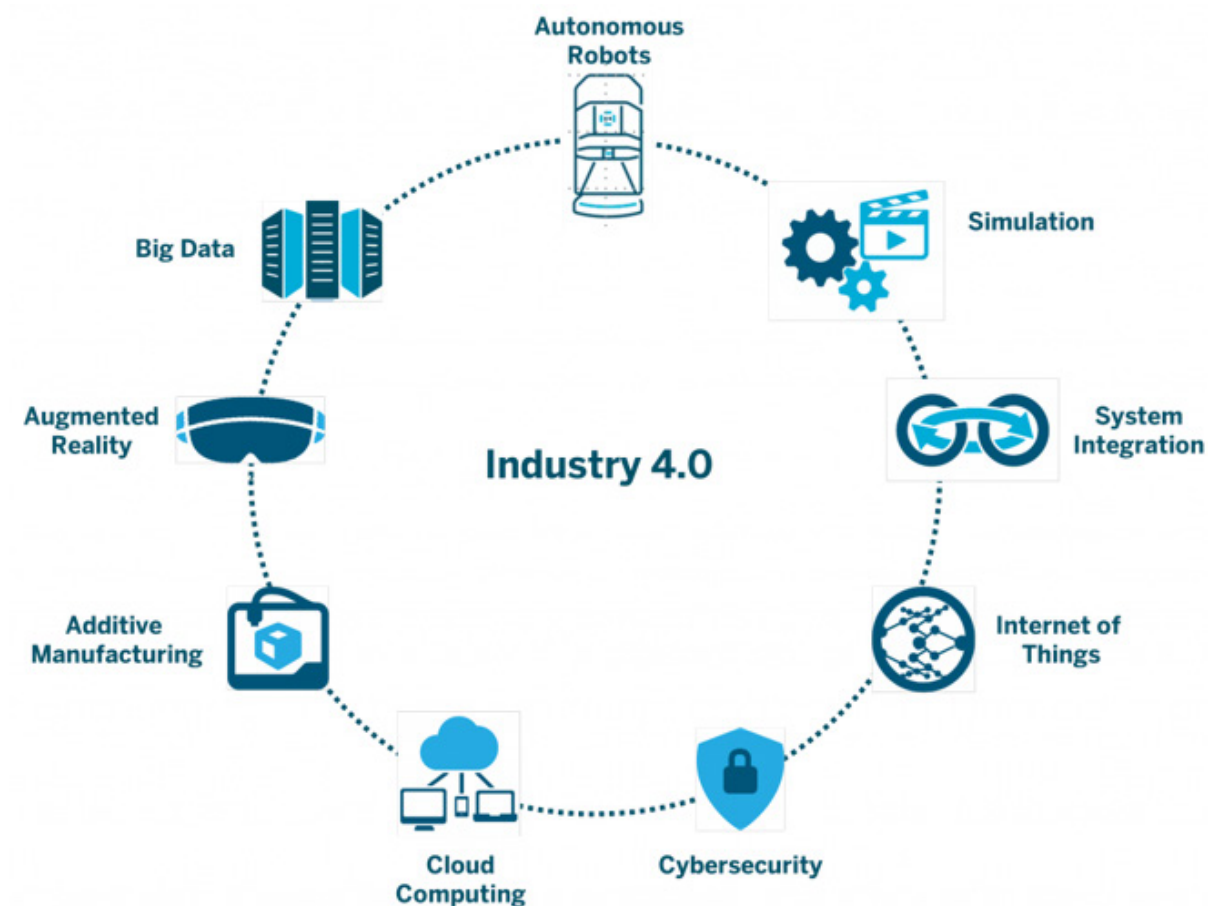 Autonomous
Robots
Simulation
Big Data
System
Integration
Augmented
Reality
Industry 4.0
Internet of
Things
Additive
Manufacturing
Cybersecurity
Cloud
Computing